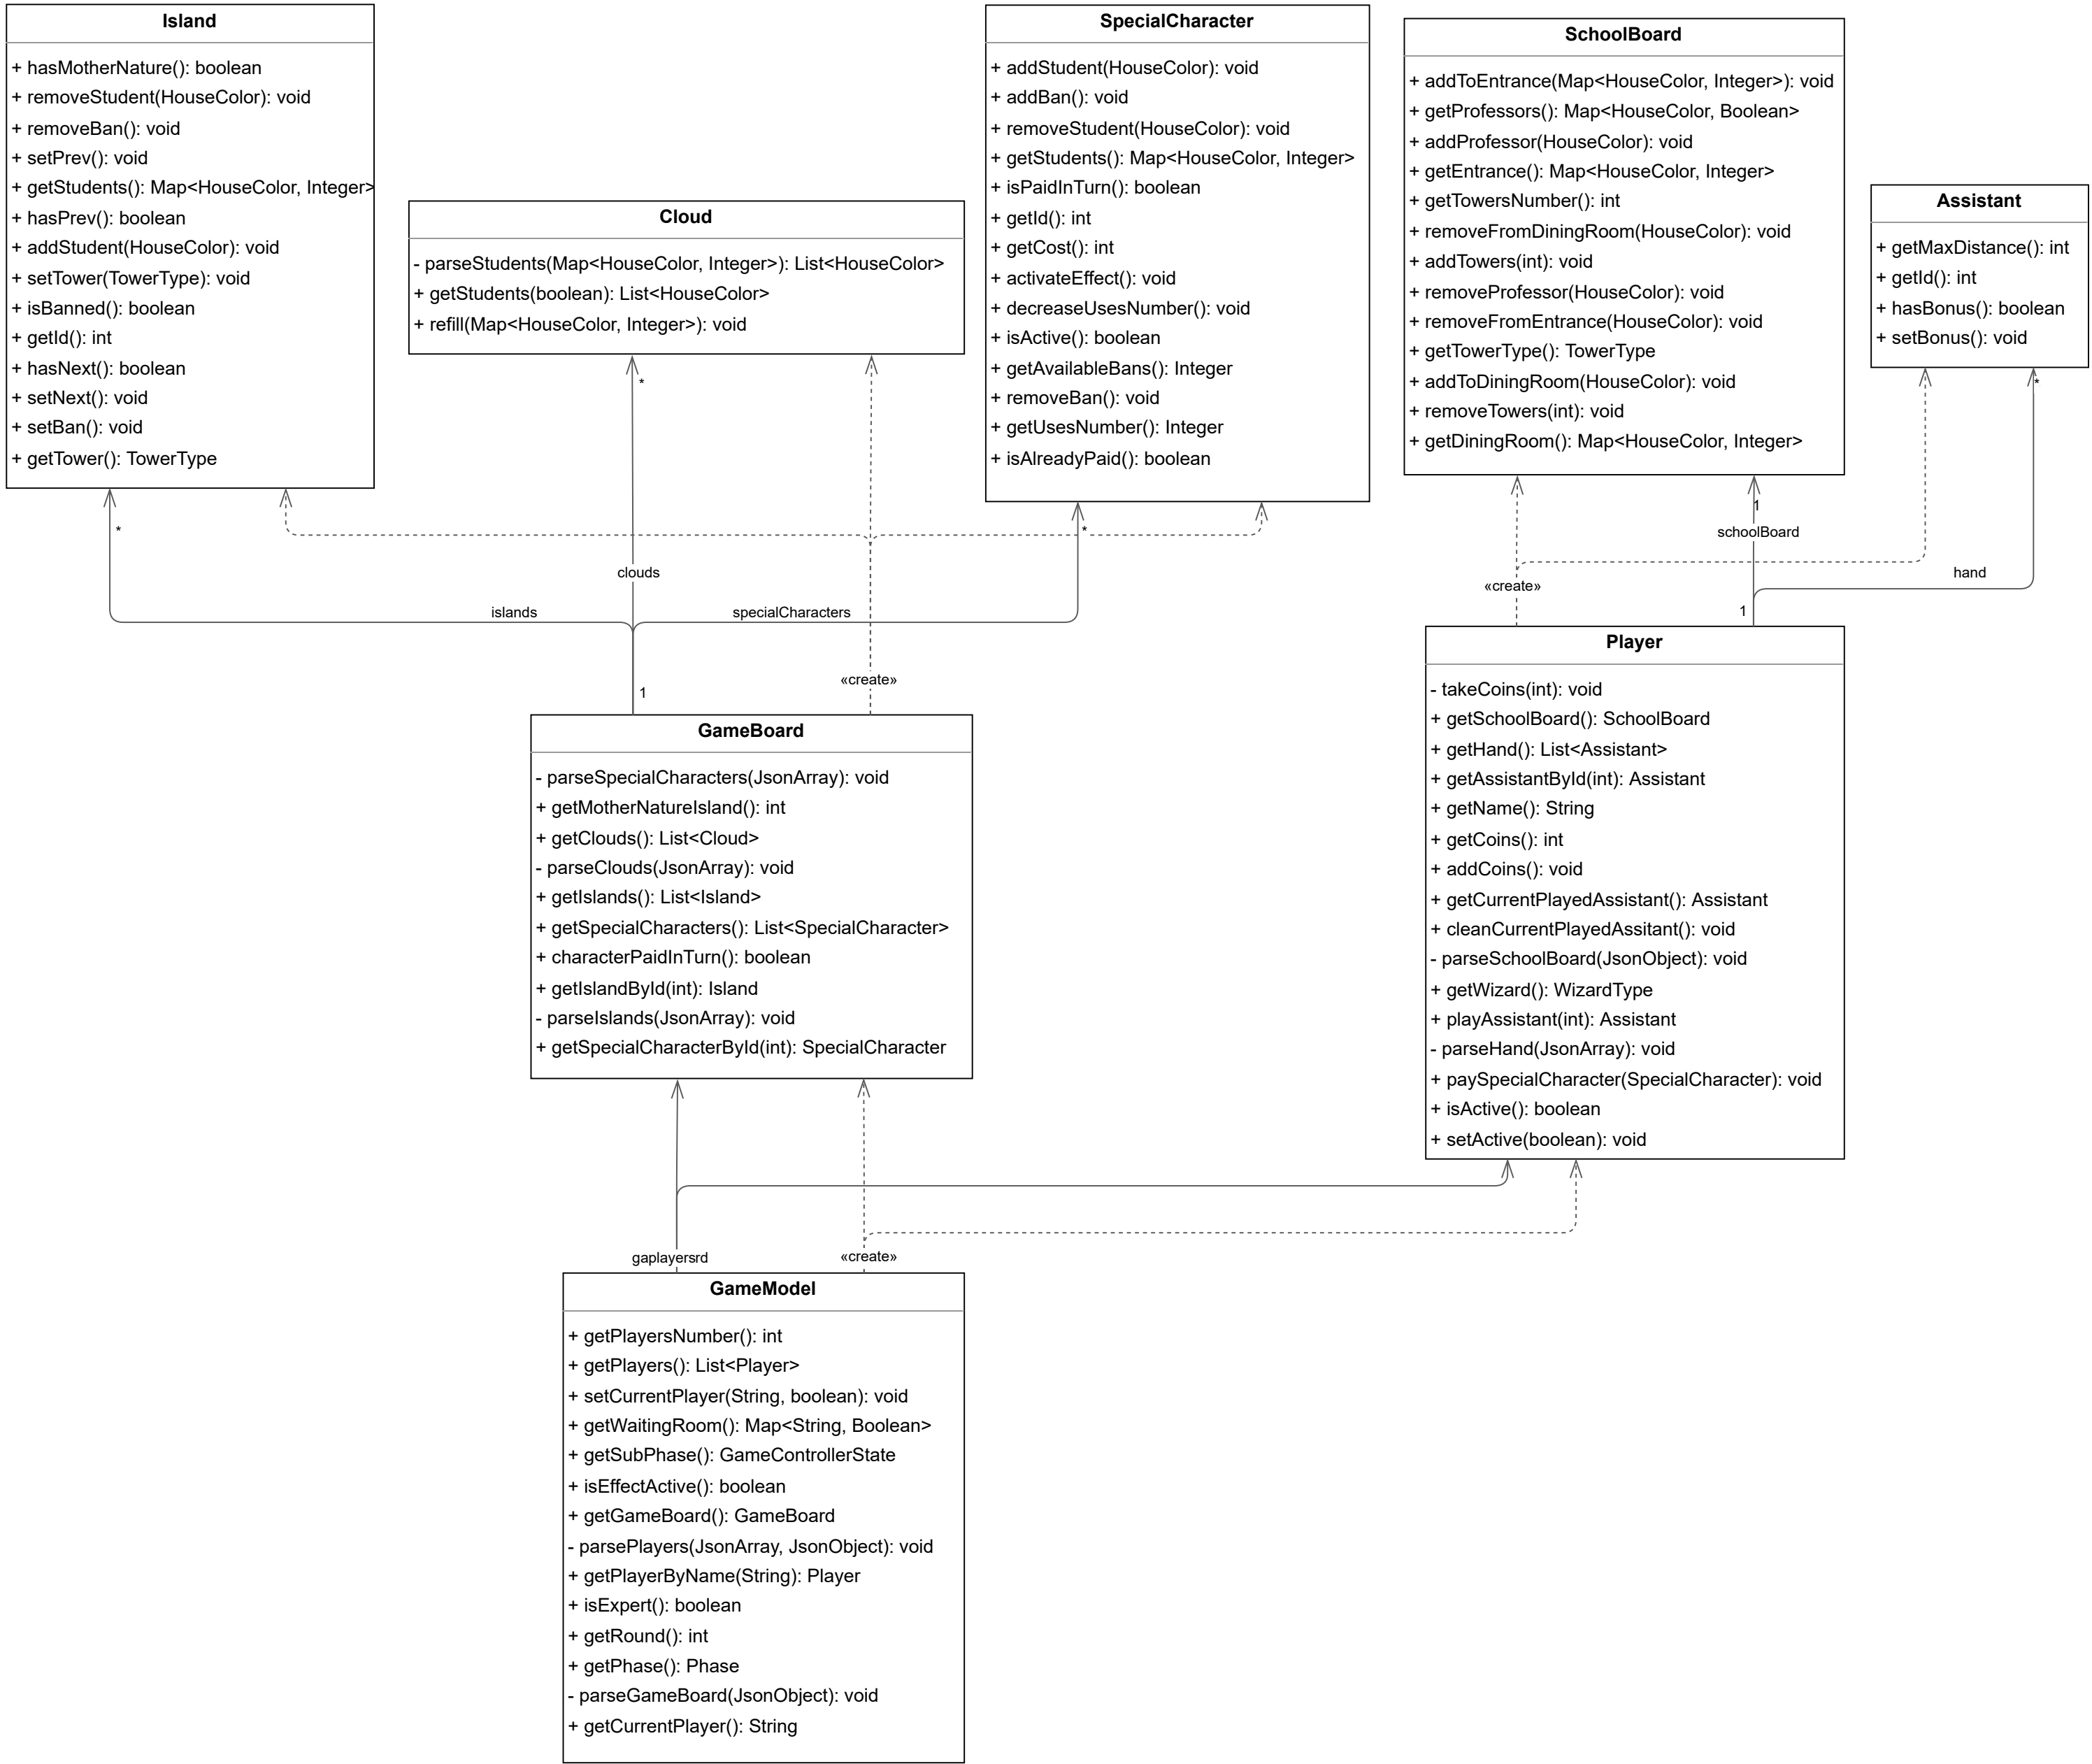 Island
+ hasMotherNature(): boolean
+ removeStudent(HouseColor): void
+ removeBan(): void
+ setPrev(): void
+ getStudents(): Map<HouseColor, Integer>
+ hasPrev(): boolean
+ addStudent(HouseColor): void
+ setTower(TowerType): void
+ isBanned(): boolean
+ getId(): int
+ hasNext(): boolean
+ setNext(): void
+ setBan(): void
+ getTower(): TowerType
Cloud
- parseStudents(Map<HouseColor, Integer>): List<HouseColor>
+ getStudents(boolean): List<HouseColor>
+ refill(Map<HouseColor, Integer>): void
SpecialCharacter
+ addStudent(HouseColor): void
+ addBan(): void
+ removeStudent(HouseColor): void
+ getStudents(): Map<HouseColor, Integer>
+ isPaidInTurn(): boolean
+ getId(): int
+ getCost(): int
+ activateEffect(): void
+ decreaseUsesNumber(): void
+ isActive(): boolean
+ getAvailableBans(): Integer
+ removeBan(): void
+ getUsesNumber(): Integer
+ isAlreadyPaid(): boolean
SchoolBoard
+ addToEntrance(Map<HouseColor, Integer>): void
+ getProfessors(): Map<HouseColor, Boolean>
+ addProfessor(HouseColor): void
+ getEntrance(): Map<HouseColor, Integer>
+ getTowersNumber(): int
+ removeFromDiningRoom(HouseColor): void
+ addTowers(int): void
+ removeProfessor(HouseColor): void
+ removeFromEntrance(HouseColor): void
+ getTowerType(): TowerType
+ addToDiningRoom(HouseColor): void
+ removeTowers(int): void
+ getDiningRoom(): Map<HouseColor, Integer>
Assistant
+ getMaxDistance(): int
+ getId(): int
+ hasBonus(): boolean
+ setBonus(): void
*
*
*
1
*
schoolBoard
clouds
«create»
hand
islands
specialCharacters
1
«create»
1
GameBoard
- parseSpecialCharacters(JsonArray): void
+ getMotherNatureIsland(): int
+ getClouds(): List<Cloud>
- parseClouds(JsonArray): void
+ getIslands(): List<Island>
+ getSpecialCharacters(): List<SpecialCharacter>
+ characterPaidInTurn(): boolean
+ getIslandById(int): Island
- parseIslands(JsonArray): void
+ getSpecialCharacterById(int): SpecialCharacter
Player
- takeCoins(int): void
+ getSchoolBoard(): SchoolBoard
+ getHand(): List<Assistant>
+ getAssistantById(int): Assistant
+ getName(): String
+ getCoins(): int
+ addCoins(): void
+ getCurrentPlayedAssistant(): Assistant
+ cleanCurrentPlayedAssitant(): void
- parseSchoolBoard(JsonObject): void
+ getWizard(): WizardType
+ playAssistant(int): Assistant
- parseHand(JsonArray): void
+ paySpecialCharacter(SpecialCharacter): void
+ isActive(): boolean
+ setActive(boolean): void
gaplayersrd
«create»
GameModel
+ getPlayersNumber(): int
+ getPlayers(): List<Player>
+ setCurrentPlayer(String, boolean): void
+ getWaitingRoom(): Map<String, Boolean>
+ getSubPhase(): GameControllerState
+ isEffectActive(): boolean
+ getGameBoard(): GameBoard
- parsePlayers(JsonArray, JsonObject): void
+ getPlayerByName(String): Player
+ isExpert(): boolean
+ getRound(): int
+ getPhase(): Phase
- parseGameBoard(JsonObject): void
+ getCurrentPlayer(): String